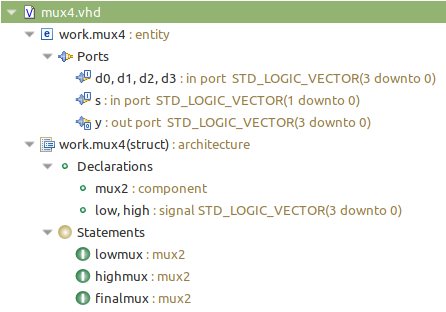 mux4.vhd
work.mux4 : entity
Ports
d0, d1, d2, d3 : in port STD_LOGIC_VECTOR(3 downto 0)
s : in port STD_LOGIC_VECTOR(1 downto 0)
y : out port STD_LOGIC_VECTOR(3 downto 0)
work.mux4(struct) : architecture
Declarations
mux2 : component
low, high : signal STD_LOGIC_VECTOR(3 downto 0)
Statements
lowmux : mux2
highmux : mux2
finalmux : mux2